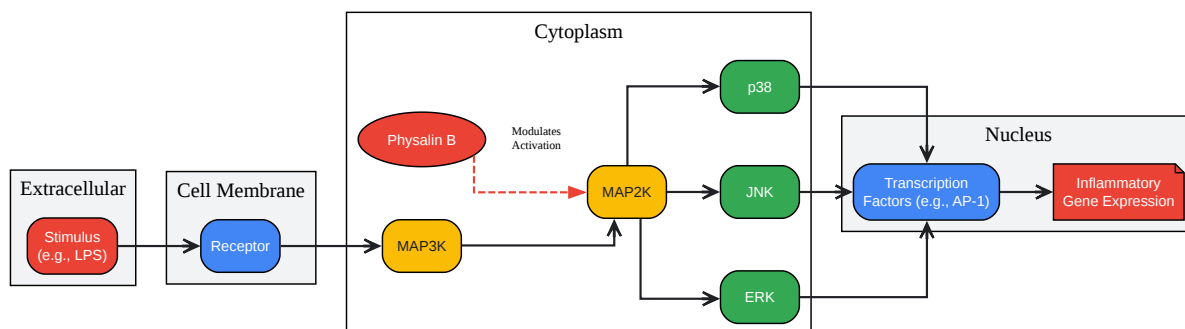 Extracellular
Stimulus
(e.g., LPS)
Cell Membrane
Receptor
Cytoplasm
Physalin B
Modulates
Activation
MAP3K
MAP2K
p38
JNK
ERK
Nucleus
Transcription
Factors (e.g., AP-1)
Inflammatory
Gene Expression